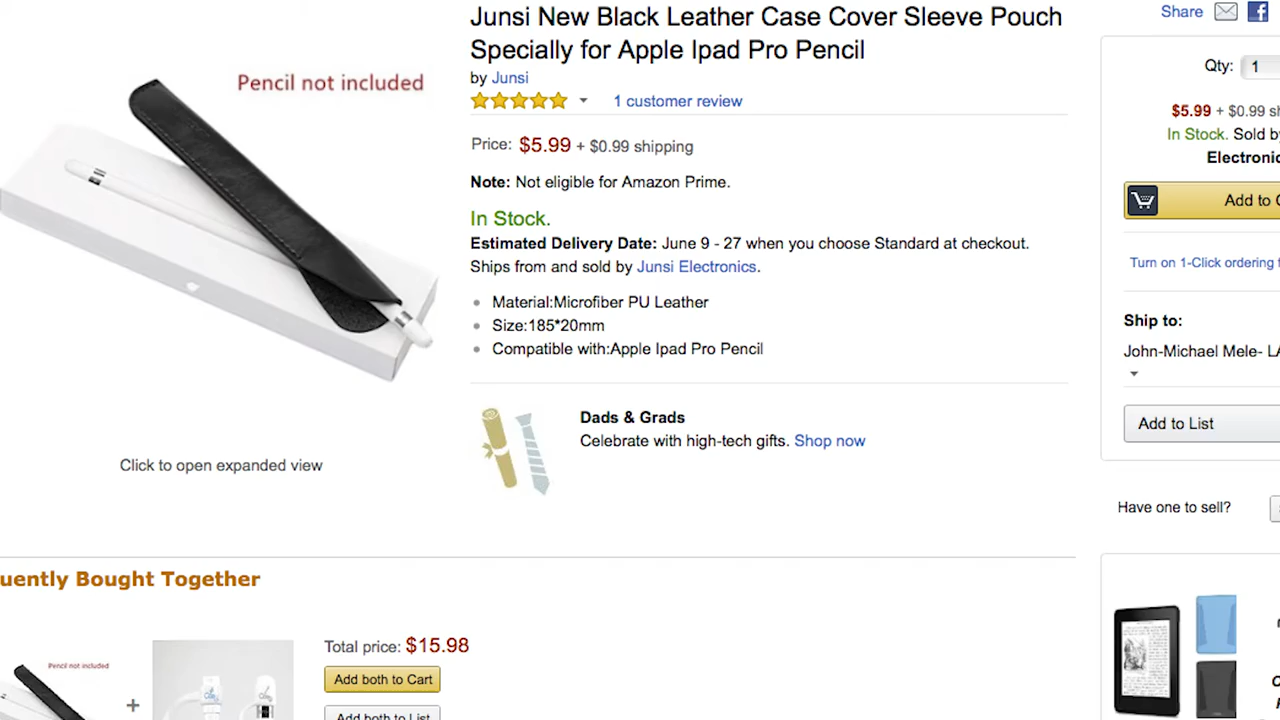 Junsi New Black Leather Case Cover Sleeve Pouch
Specially for Apple Ipad Pro Pencil
by Junsi
1 customer review
Price: $5.99 + $0.99 shipping
Note: Not eligible for Amazon Prime.
In Stock.
Estimated Delivery Date: June 9 - 27 when you choose Standard at checkout.
Ships from and sold by Junsi Electronics.
Material:Microfiber PU Leather
Size:185*20mm
Compatible with:Apple Ipad Pro Pencil
Dads & Grads
Celebrate with high-tech gifts. Shop now
Pencil not included
Click to open expanded view
Share
Qty: 1
$5.99 + $0.99 sh
In Stock. Sold by
Electronic
Add to C
Turn on 1-Click ordering f
Ship to:
John-Michael Mele- LA
Add to List
Have one to sell?
uently Bought Together
Pencil not included
+
Total price: $15.98
Add both to Cart
Add both to List